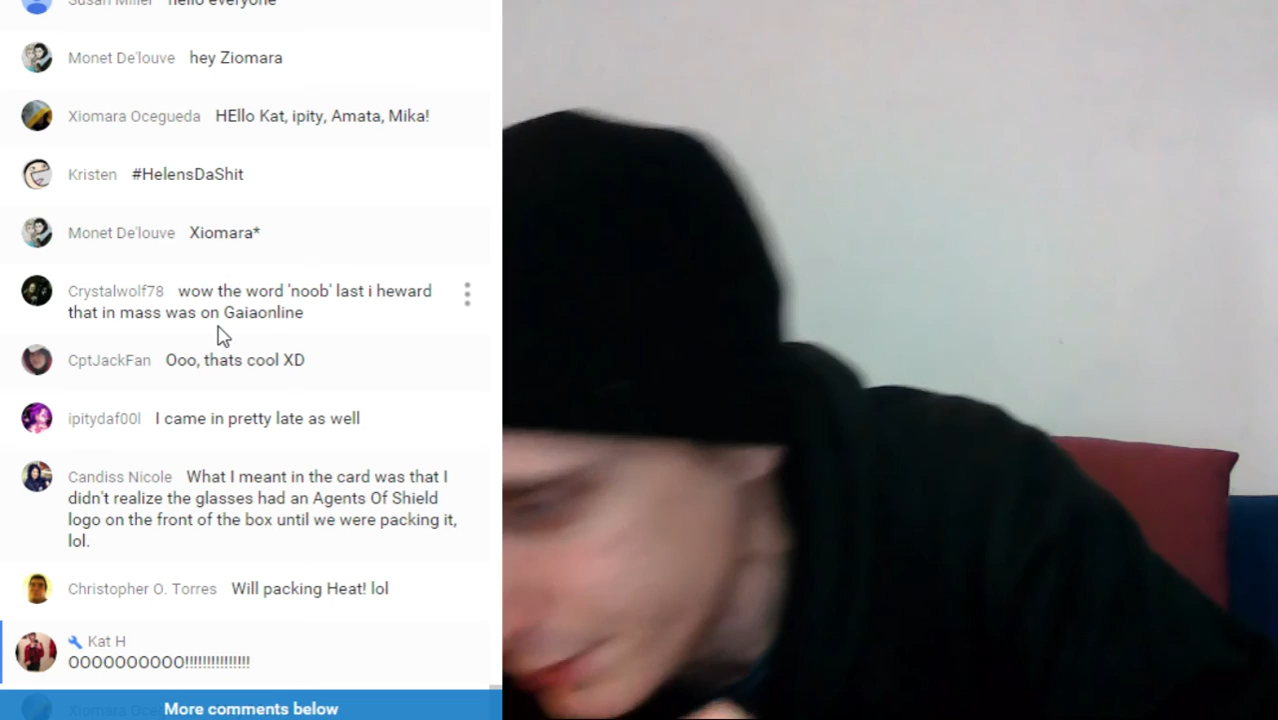 Susan Miller hello everyone
Monet De'louve hey Ziomara
Xiomara Ocegueda HEllo Kat, ipity, Amata, Mika!
Kristen #HelensDaShit
Monet De'louve Xiomara*
Crystalwolf78 wow the word 'noob' last i heward
that in mass was on Gaiaonline
CptJackFan Ooo, thats cool XD
ipitydaf00l I came in pretty late as well
Candiss Nicole What I meant in the card was that I
didn't realize the glasses had an Agents Of Shield
logo on the front of the box until we were packing it,
lol.
Christopher O. Torres Will packing Heat! lol
Kat H
OOOOOOOOOO!!!!!!!!!!!!!!!
More comments below